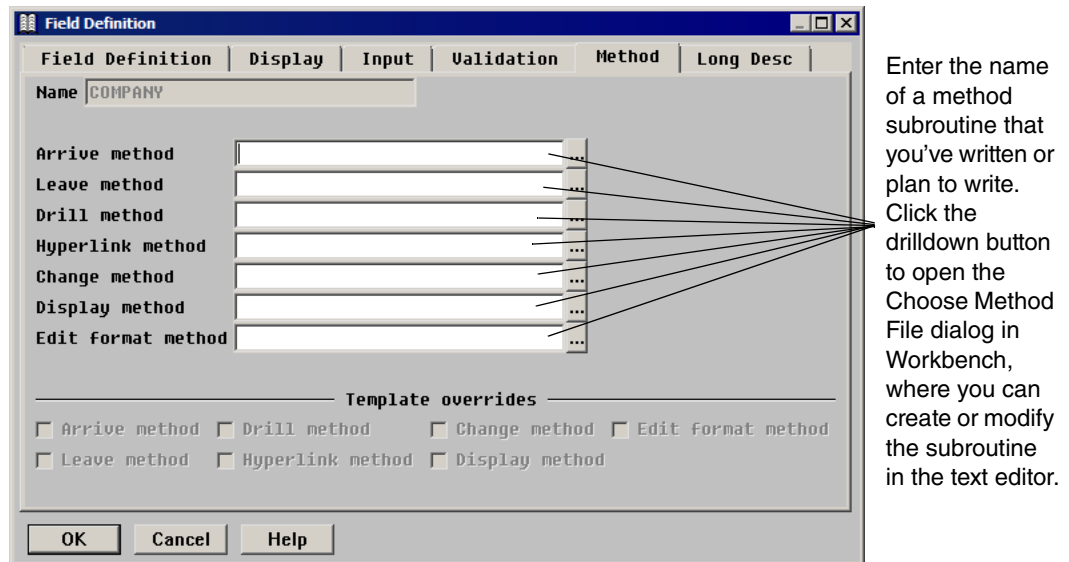 Field Definition
Field Definition | Display | Input | Validation | Method | Long Desc |
Name COMPANY
Arrive method ...
Leave method ...
Drill method ...
Hyperlink method ...
Change method ...
Display method ...
Edit format method ...
Template overrides
Arrive method Drill method Change method Edit format method
Leave method Hyperlink method Display method
OK Cancel Help
Enter the name
of a method
subroutine that
you've written or
plan to write.
Click the
drilldown button
to open the
Choose Method
File dialog in
Workbench,
where you can
create or modify
the subroutine
in the text editor.